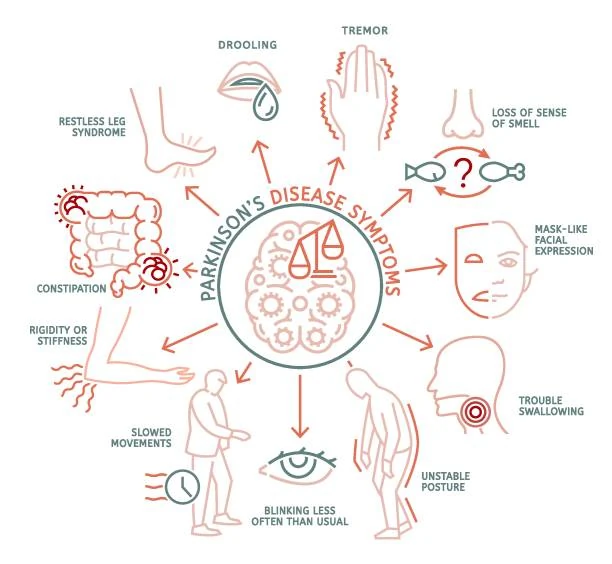 DROOLING
TREMOR
RESTLESS LEG
SYNDROME
LOSS OF SENSE
OF SMELL
?
PARKINSON'S DISEASE SYMPTOMS
MASK-LIKE
FACIAL
EXPRESSION
CONSTIPATION
RIGIDITY OR
STIFFNESS
TROUBLE
SWALLOWING
SLOWED
MOVEMENTS
UNSTABLE
POSTURE
BLINKING LESS
OFTEN THAN USUAL